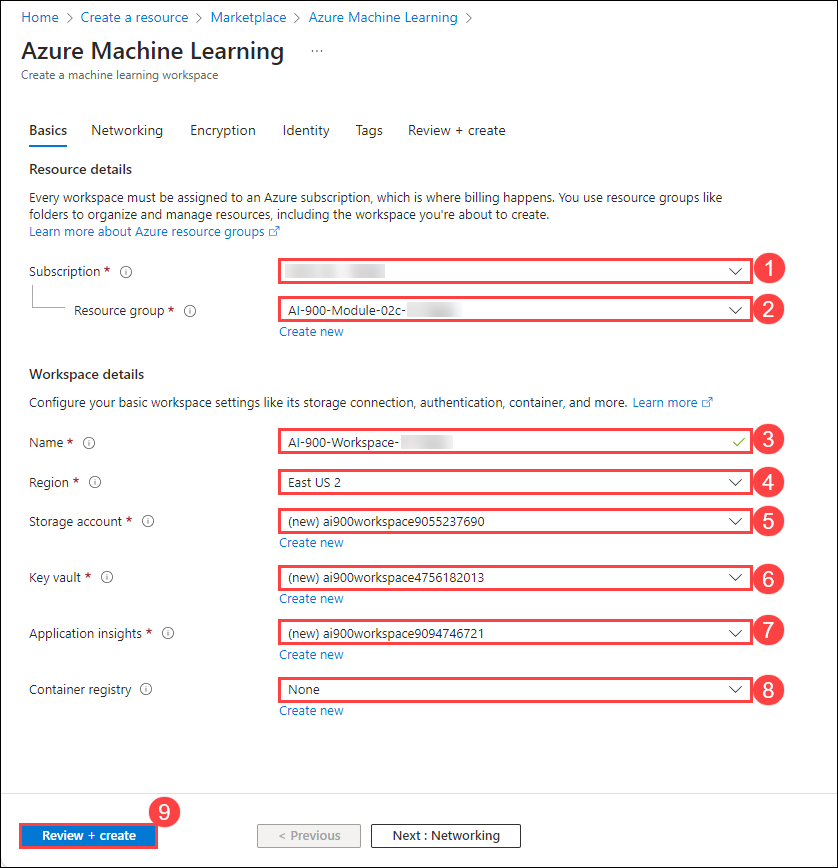 Home > Create a resource > Marketplace > Azure Machine Learning >
Azure Machine Learning ...
Create a machine learning workspace
Basics Networking Encryption Identity Tags Review + create
Resource details
Every workspace must be assigned to an Azure subscription, which is where billing happens. You use resource groups like
folders to organize and manage resources, including the workspace you're about to create.
Learn more about Azure resource groups
Subscription * 1
Resource group * AI-900-Module-02c- 2
Create new
Workspace details
Configure your basic workspace settings like its storage connection, authentication, container, and more. Learn more
Name * AI-900-Workspace- 3
Region * East US 2 4
Storage account * (new) ai900workspace9055237690 5
Create new
Key vault * (new) ai900workspace4756182013 6
Create new
Application insights * (new) ai900workspace9094746721 7
Create new
Container registry None 8
Create new
9
Review + create < Previous Next : Networking